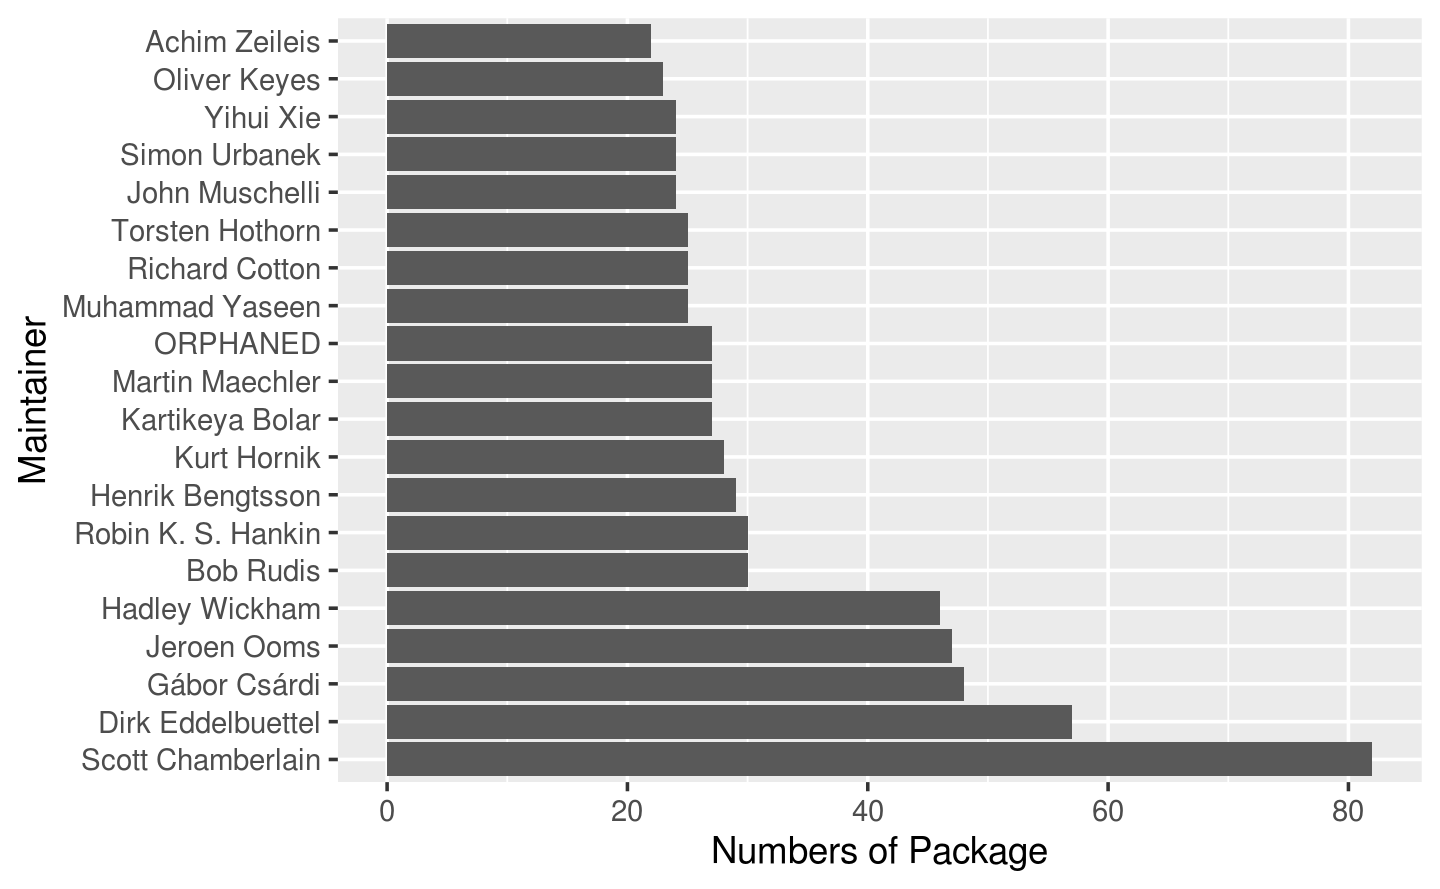 Achim Zeileis
Oliver Keyes
Yihui Xie
Simon Urbanek
John Muschelli
Torsten Hothorn
Richard Cotton
Muhammad Yaseen
ORPHANED
Martin Maechler
Kartikeya Bolar
Kurt Hornik
Henrik Bengtsson
Robin K. S. Hankin
Bob Rudis
Hadley Wickham
Jeroen Ooms
Gábor Csárdi
Dirk Eddelbuettel
Scott Chamberlain
Maintainer
0 20 40 60 80
Numbers of Package